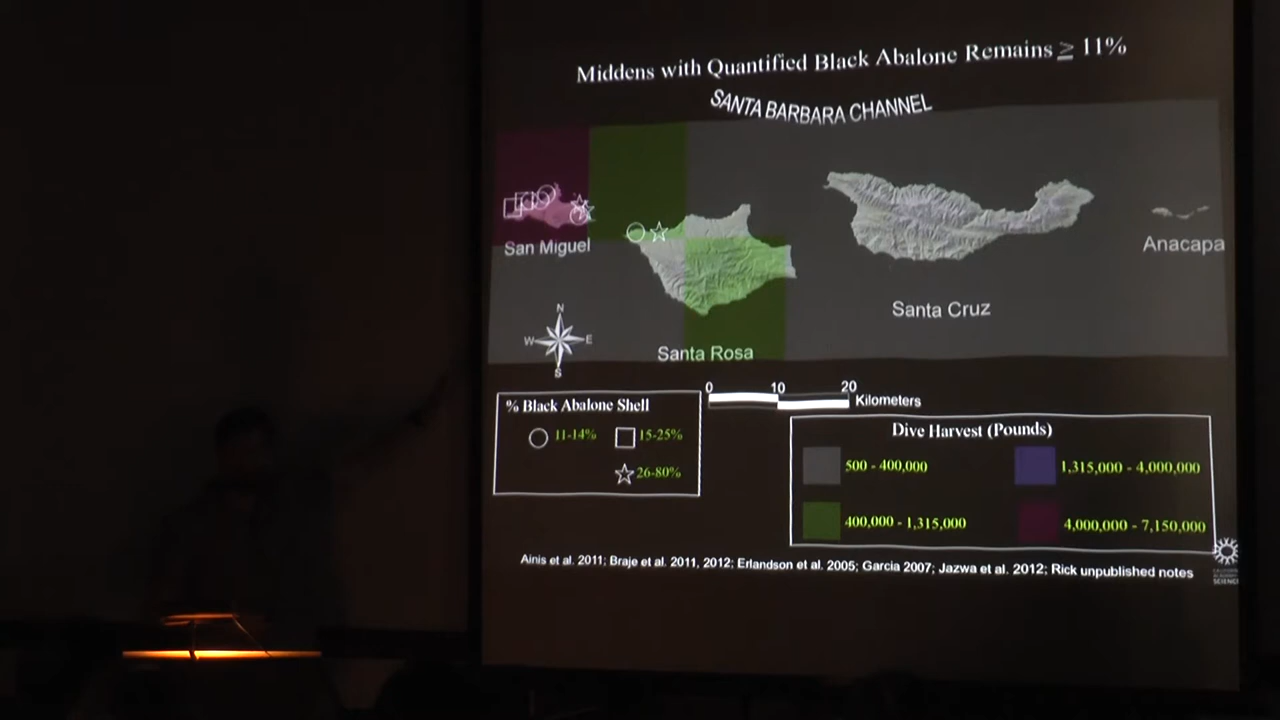 Middens with Quantified Black Abalone Remains ≥ 11%
SANTA BARBARA CHANNEL
San Miguel
Anacapa
Santa Cruz
N
W E
S
Santa Rosa
0 10 20
Kilometers
% Black Abalone Shell
11-14% 15-25%
26-80%
Dive Harvest (Pounds)
500 - 400,000 1,315,000 - 4,000,000
400,000 - 1,315,000 4,000,000 - 7,150,000
Ainis et al. 2011; Braje et al. 2011, 2012; Erlandson et al. 2005; Garcia 2007; Jazwa et al. 2012; Rick unpublished notes